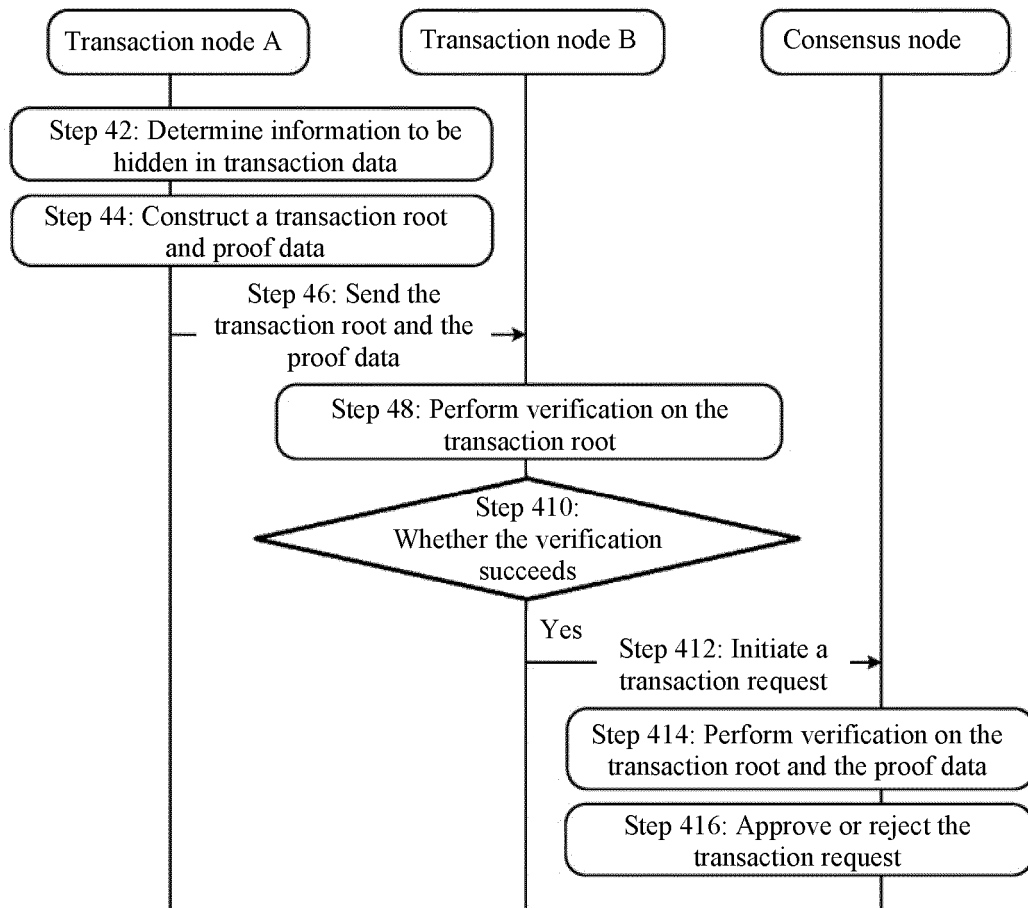 Transaction node A
Transaction node B
Consensus node
Step 42: Determine information to be
hidden in transaction data
Step 44: Construct a transaction root
and proof data
Step 46: Send the
transaction root and the
proof data
Step 48: Perform verification on the
transaction root
Step 410:
Whether the verification
succeeds
Yes
Step 412: Initiate a
transaction request
Step 414: Perform verification on the
transaction root and the proof data
Step 416: Approve or reject the
transaction request